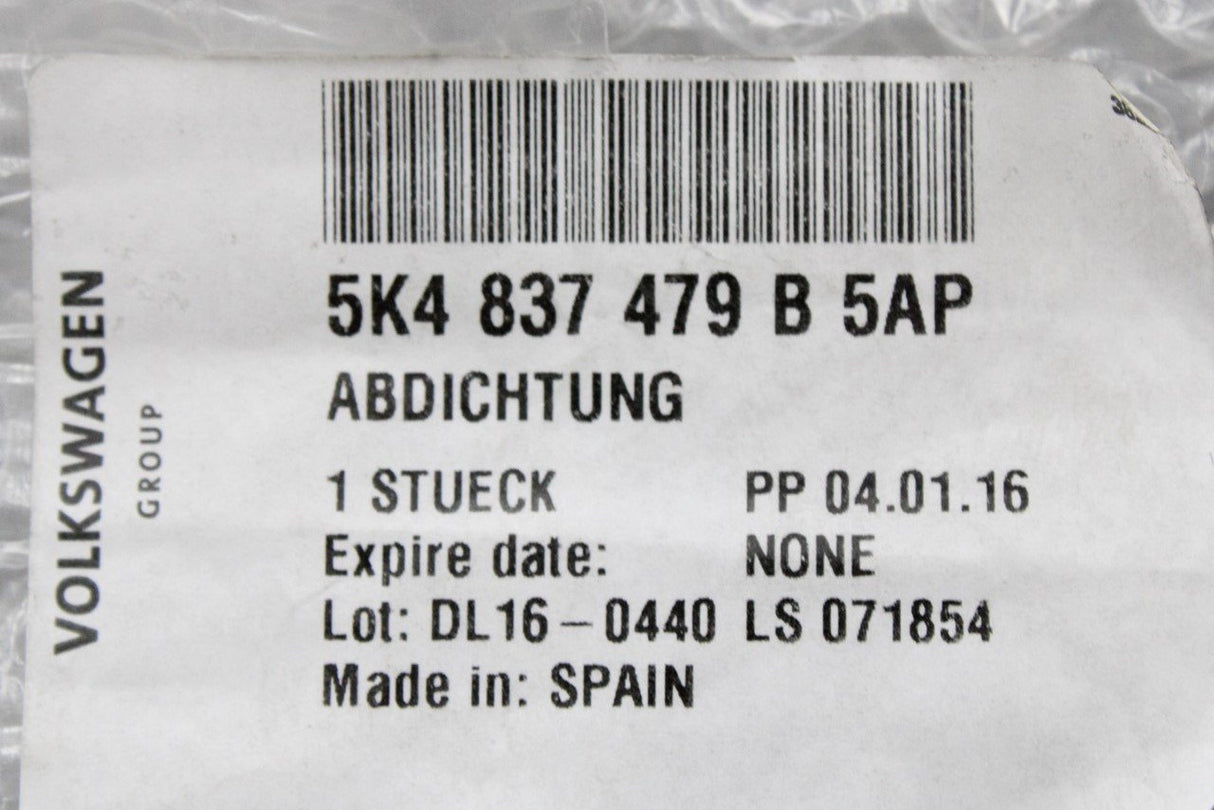 5K4 837 479 B 5AP
ABDICHTUNG
1 STUECK PP 04.01.16
Expire date: NONE
Lot: DL16-0440 LS 071854
Made in: SPAIN
VOLKSWAGEN
GROUP